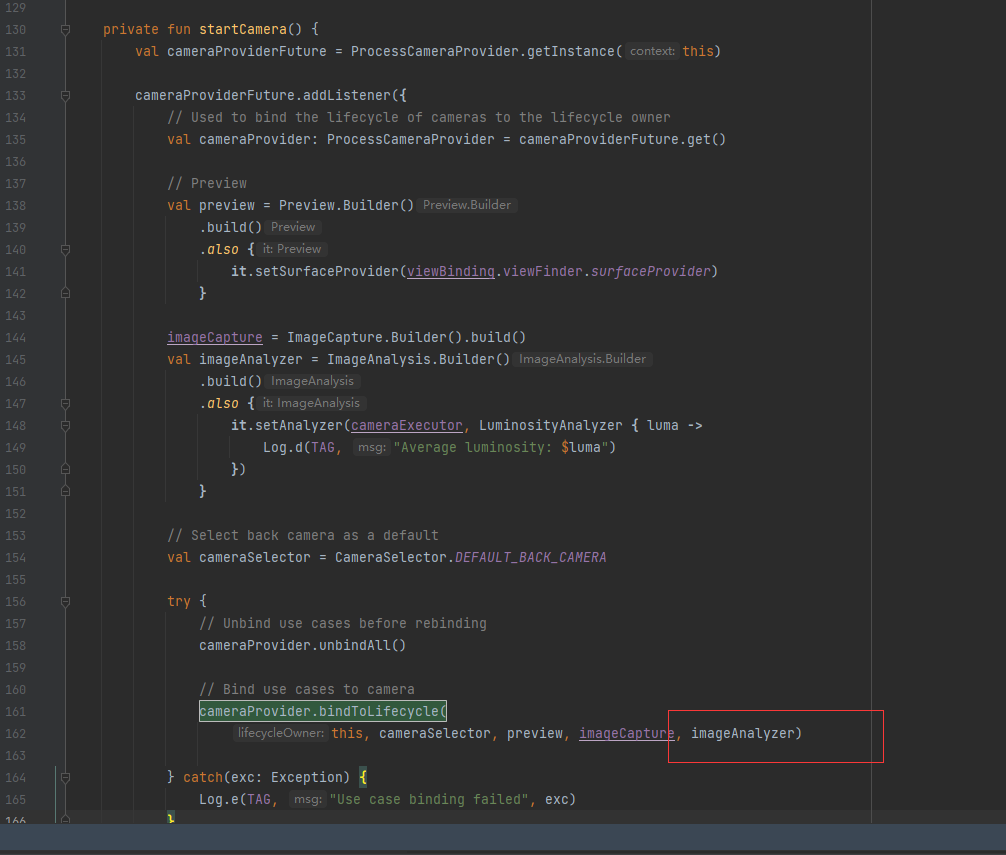 129
130 private fun startCamera() {
131 val cameraProviderFuture = ProcessCameraProvider.getInstance( context: this)
132
133 cameraProviderFuture.addListener({
134 // Used to bind the lifecycle of cameras to the lifecycle owner
135 val cameraProvider: ProcessCameraProvider = cameraProviderFuture.get()
136
137 // Preview
138 val preview = Preview.Builder() Preview.Builder
139 .build() Preview
140 .also { it: Preview
141 it.setSurfaceProvider(viewBinding.viewFinder.surfaceProvider)
142 }
143
144 imageCapture = ImageCapture.Builder().build()
145 val imageAnalyzer = ImageAnalysis.Builder() ImageAnalysis.Builder
146 .build() ImageAnalysis
147 .also { it: ImageAnalysis
148 it.setAnalyzer(cameraExecutor, LuminosityAnalyzer { luma ->
149 Log.d(TAG, msg: "Average luminosity: $luma")
150 })
151 }
152
153 // Select back camera as a default
154 val cameraSelector = CameraSelector.DEFAULT_BACK_CAMERA
155
156 try {
157 // Unbind use cases before rebinding
158 cameraProvider.unbindAll()
159
160 // Bind use cases to camera
161 cameraProvider.bindToLifecycle(
162 lifecycleOwner: this, cameraSelector, preview, imageCapture, imageAnalyzer)
163
164 } catch(exc: Exception) {
165 Log.e(TAG, msg: "Use case binding failed", exc)
166 }